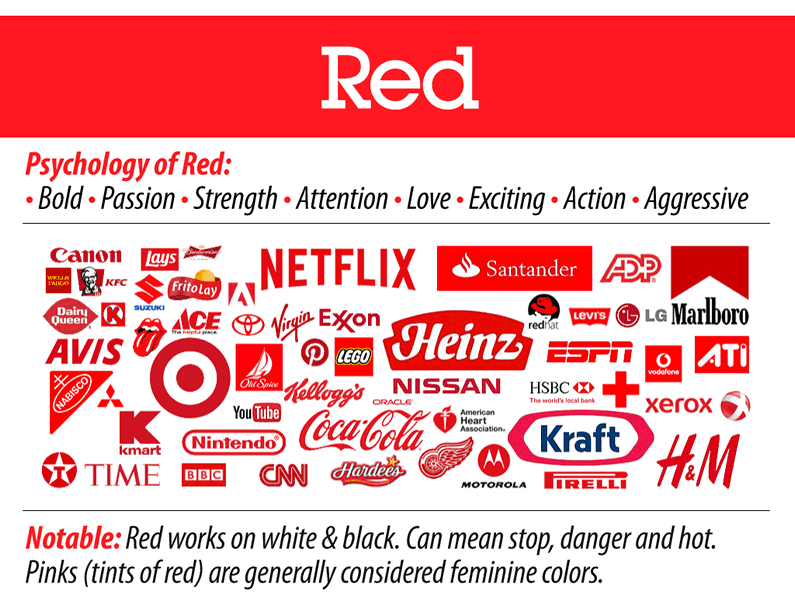 Red
Psychology of Red:
• Bold • Passion • Strength • Attention • Love • Exciting • Action • Aggressive
Canon
Lays
Budweiser
NETFLIX
Santander
ADP
WELLS FARGO
KFC
SUZUKI
Frito Lay
Dairy Queen
K
ACE
The helpful place.
Virgin
Exxon
redhat
LEVI'S
LG
Marlboro
AVIS
Old Spice
LEGO
Heinz
ESPN
vodafone
ATi
NABISCO
Kellogg's
NISSAN
ORACLE
HSBC
The world's local bank
xerox
kmart
You Tube
Nintendo
Coca-Cola
American
Heart
Association
Kraft
H&M
TIME
BBC
CNN
Hardee's
MOTOROLA
PIRELLI
Notable: Red works on white & black. Can mean stop, danger and hot.
Pinks (tints of red) are generally considered feminine colors.